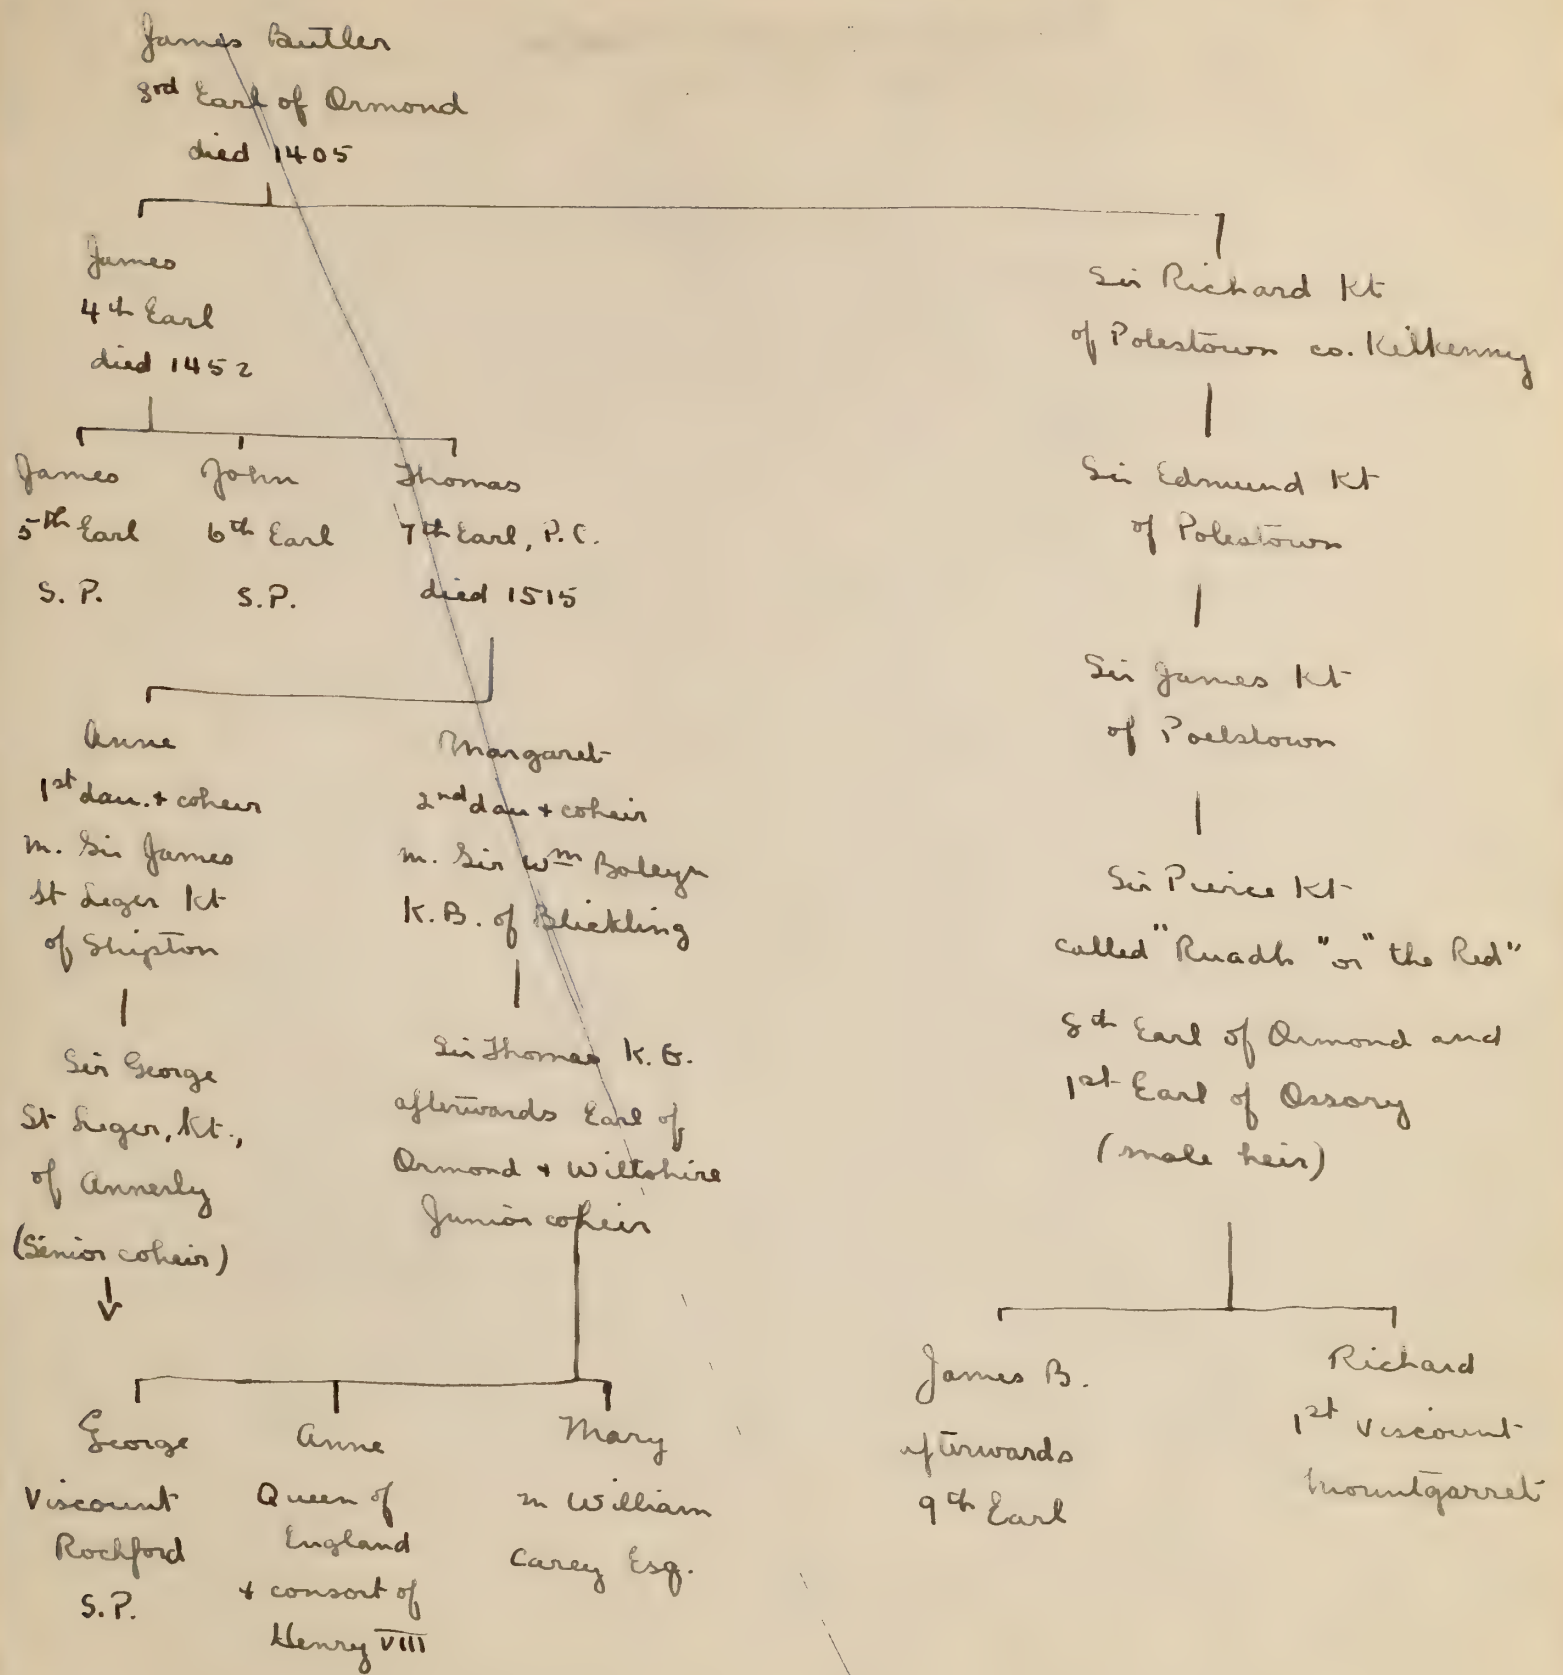 James Butler
3rd Earl of Ormond
died 1405
James
4th Earl
died 1452
James
5th Earl
S.P.
John
6th Earl
S.P.
Thomas
7th Earl, P.C.
died 1515
Anne
1st dau. + coheir
m. Sir James
St Leger Kt
of Shipton
Sir George
St Leger, Kt.,
of Annerly
(Senior coheir)
Margaret
2nd dau + coheir
m. Sir Wm Boleyn
K.B. of Blickling
Sir Thomas K.G.
afterwards Earl of
Ormond + Wiltshire
Junior coheir
George
Viscount
Rochford
S.P.
Anne
Queen of
England
+ consort of
Henry VIII
Mary
m William
Carey Esq.
Sir Richard Kt
of Polestown co. Kilkenny
Sir Edmund Kt
of Polestown
Sir James Kt
of Poelstown
Sir Pierce Kt
called "Ruadh" or "the Red"
8th Earl of Ormond and
1st Earl of Ossory
(male heir)
James B.
afterwards
9th Earl
Richard
1st Viscount
Mountgarret